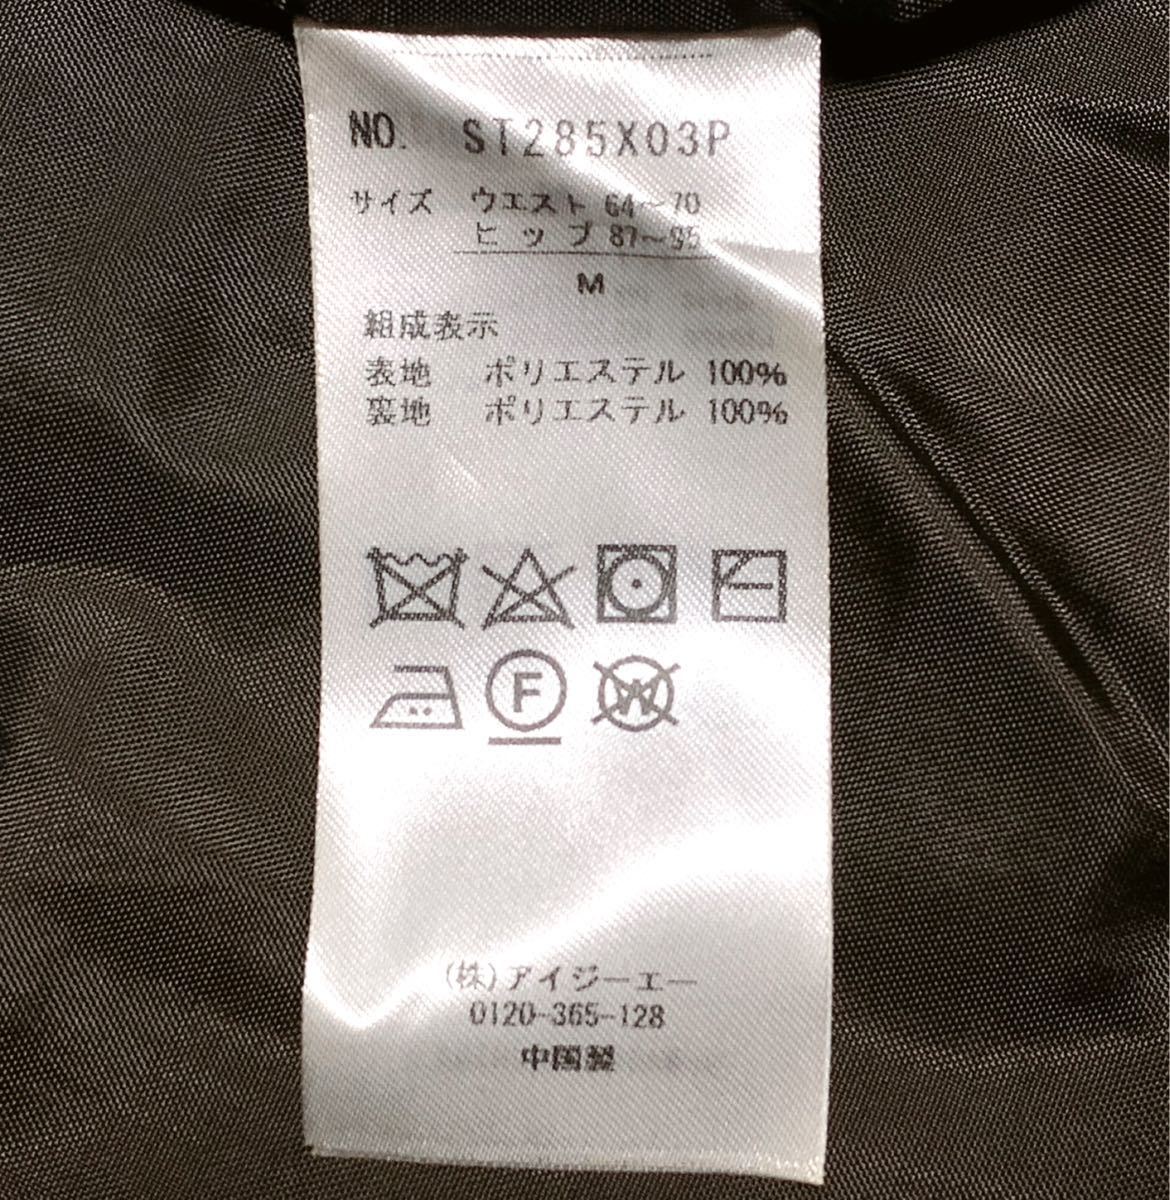 NO. ST285X03P
サイズ ウエスト 64～70
ヒップ 87～95
M
組成表示
表地 ポリエステル 100%
裏地 ポリエステル 100%
F
W
(株)アイジーエー
0120-365-128
中国製